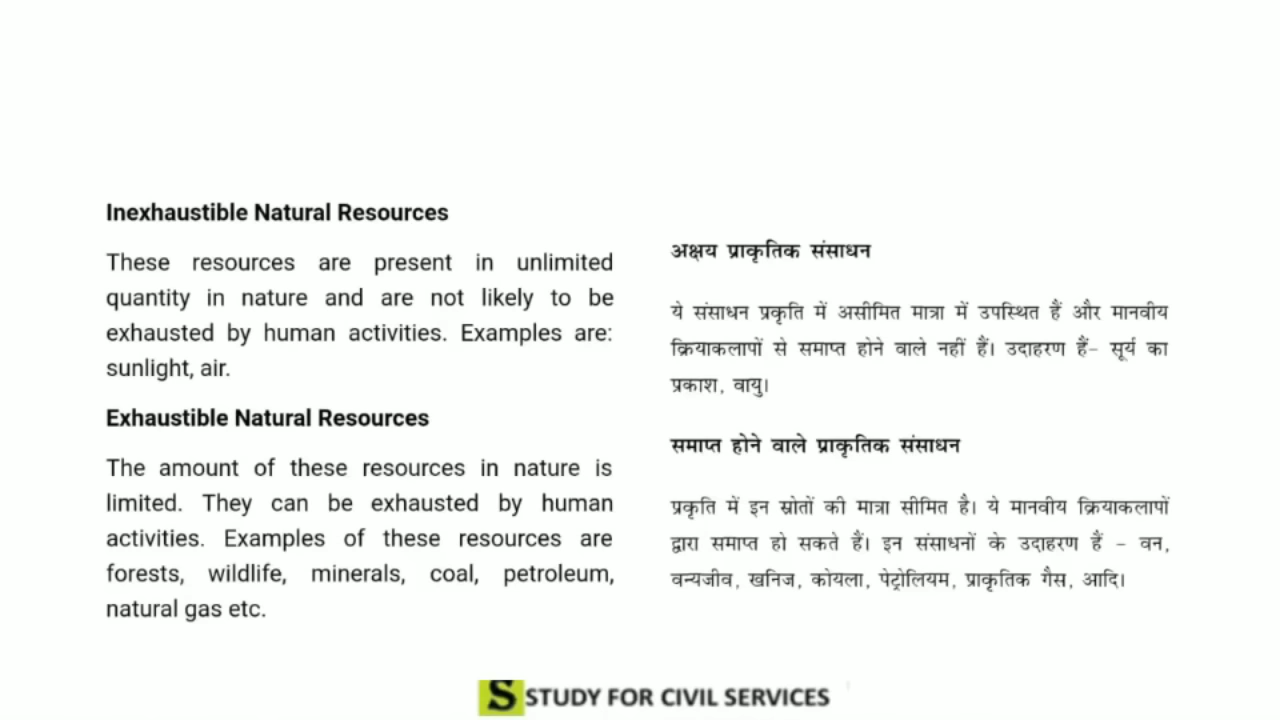 Inexhaustible Natural Resources
These resources are present in unlimited
quantity in nature and are not likely to be
exhausted by human activities. Examples are:
sunlight, air.
Exhaustible Natural Resources
The amount of these resources in nature is
limited. They can be exhausted by human
activities. Examples of these resources are
forests, wildlife, minerals, coal, petroleum,
natural gas etc.
अक्षय प्राकृतिक संसाधन
ये संसाधन प्रकृति में असीमित मात्रा में उपस्थित हैं और मानवीय
क्रियाकलापों से समाप्त होने वाले नहीं हैं। उदाहरण हैं– सूर्य का
प्रकाश, वायु।
समाप्त होने वाले प्राकृतिक संसाधन
प्रकृति में इन स्रोतों की मात्रा सीमित है। ये मानवीय क्रियाकलापों
द्वारा समाप्त हो सकते हैं। इन संसाधनों के उदाहरण हैं – वन,
वन्यजीव, खनिज, कोयला, पेट्रोलियम, प्राकृतिक गैस, आदि।
S STUDY FOR CIVIL SERVICES